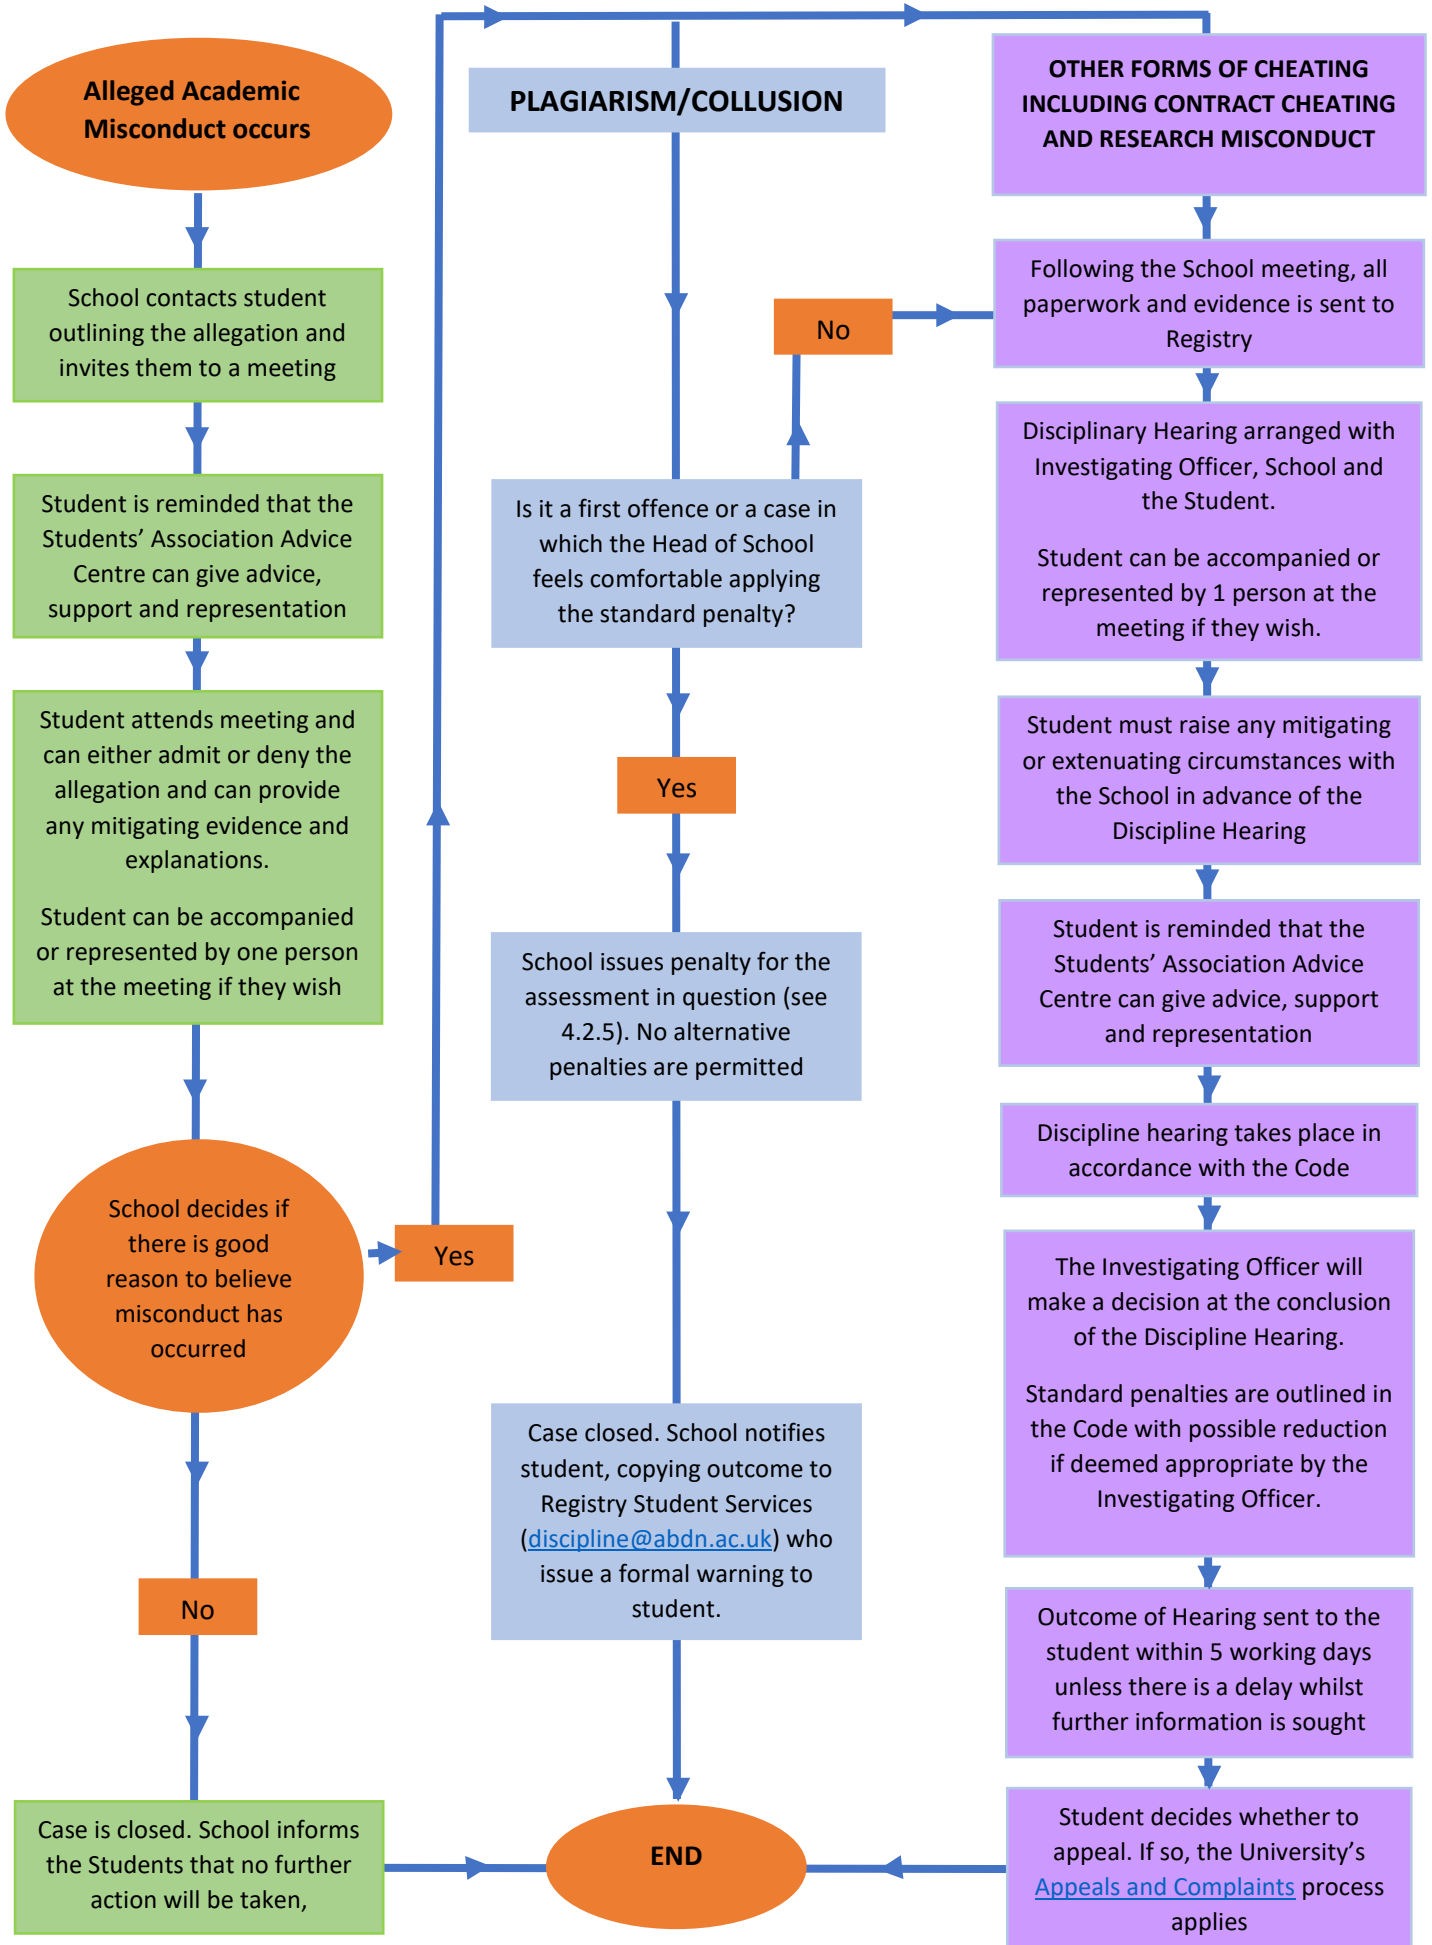 Alleged Academic
Misconduct occurs
School contacts student
outlining the allegation and
invites them to a meeting
Student is reminded that the
Students’ Association Advice
Centre can give advice,
support and representation
Student attends meeting and
can either admit or deny the
allegation and can provide
any mitigating evidence and
explanations.
Student can be accompanied
or represented by one person
at the meeting if they wish
School decides if
there is good
reason to believe
misconduct has
occurred
Yes
No
Case is closed. School informs
the Students that no further
action will be taken,
PLAGIARISM/COLLUSION
Is it a first offence or a case in
which the Head of School
feels comfortable applying
the standard penalty?
No
Yes
School issues penalty for the
assessment in question (see
4.2.5). No alternative
penalties are permitted
Case closed. School notifies
student, copying outcome to
Registry Student Services
(discipline@abdn.ac.uk) who
issue a formal warning to
student.
END
OTHER FORMS OF CHEATING
INCLUDING CONTRACT CHEATING
AND RESEARCH MISCONDUCT
Following the School meeting, all
paperwork and evidence is sent to
Registry
Disciplinary Hearing arranged with
Investigating Officer, School and
the Student.
Student can be accompanied or
represented by 1 person at the
meeting if they wish.
Student must raise any mitigating
or extenuating circumstances with
the School in advance of the
Discipline Hearing
Student is reminded that the
Students’ Association Advice
Centre can give advice, support
and representation
Discipline hearing takes place in
accordance with the Code
The Investigating Officer will
make a decision at the conclusion
of the Discipline Hearing.
Standard penalties are outlined in
the Code with possible reduction
if deemed appropriate by the
Investigating Officer.
Outcome of Hearing sent to the
student within 5 working days
unless there is a delay whilst
further information is sought
Student decides whether to
appeal. If so, the University’s
Appeals and Complaints process
applies